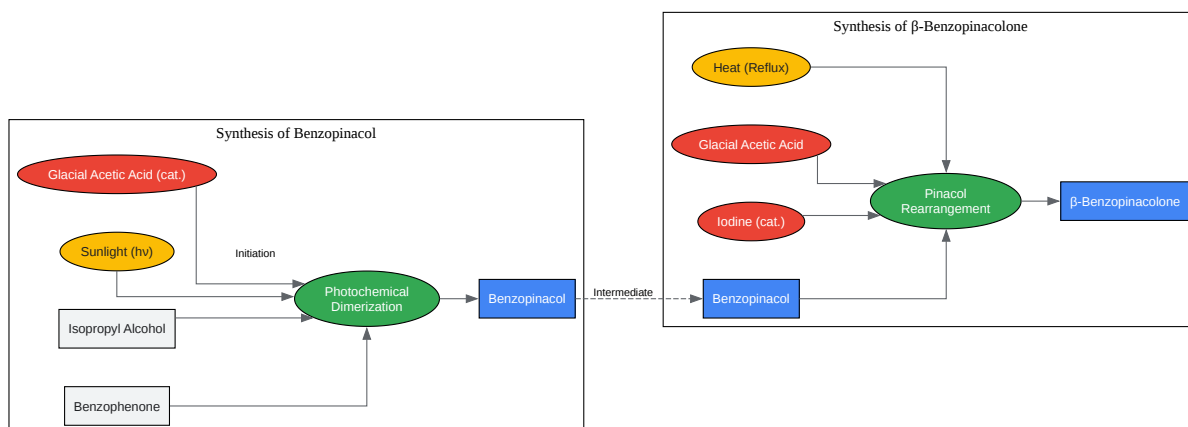 Synthesis of Benzopinacol
Glacial Acetic Acid (cat.)
Sunlight (hν)
Initiation
Isopropyl Alcohol
Benzophenone
Photochemical
Dimerization
Benzopinacol
Intermediate
Synthesis of β-Benzopinacolone
Heat (Reflux)
Glacial Acetic Acid
Iodine (cat.)
Benzopinacol
Pinacol
Rearrangement
β-Benzopinacolone